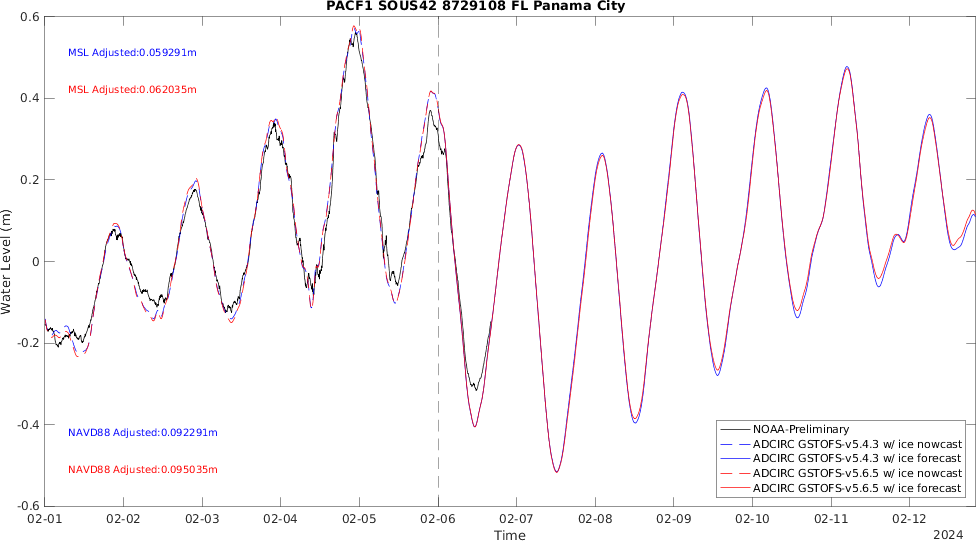 PACF1 SOUS42 8729108 FL Panama City
0.6
0.4
0.2
0
-0.2
-0.4
-0.6
Water Level (m)
MSL Adjusted:0.059291m
MSL Adjusted:0.062035m
NAVD88 Adjusted:0.092291m
NAVD88 Adjusted:0.095035m
NOAA-Preliminary
ADCIRC GSTOFS-v5.4.3 w/ ice nowcast
ADCIRC GSTOFS-v5.4.3 w/ ice forecast
ADCIRC GSTOFS-v5.6.5 w/ ice nowcast
ADCIRC GSTOFS-v5.6.5 w/ ice forecast
02-01 02-02 02-03 02-04 02-05 02-06 02-07 02-08 02-09 02-10 02-11 02-12
Time
2024